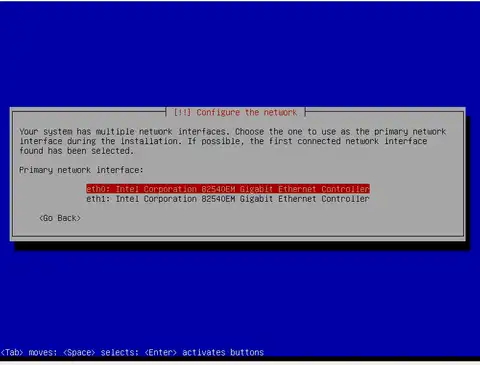 [!!] Configure the network
Your system has multiple network interfaces. Choose the one to use as the primary network
interface during the installation. If possible, the first connected network interface
found has been selected.
Primary network interface:
eth0: Intel Corporation 82540EM Gigabit Ethernet Controller
eth1: Intel Corporation 82540EM Gigabit Ethernet Controller
<Go Back>
<Tab> moves; <Space> selects; <Enter> activates buttons